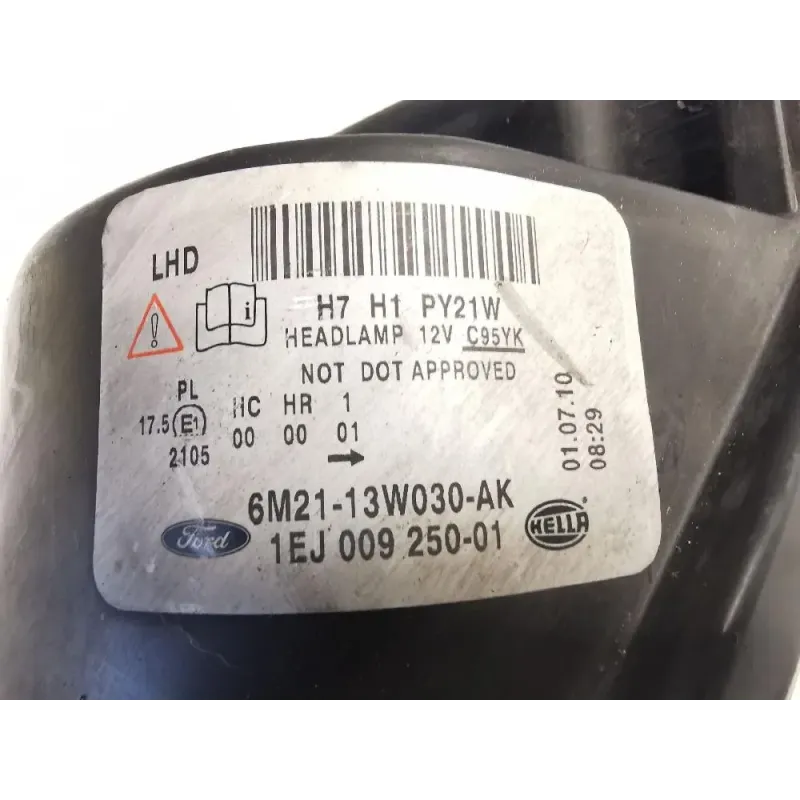 LHD
i
H7 H1 PY21W
HEADLAMP 12V C95YK
NOT DOT APPROVED
PL HC HR 1
17.5 E1 00 00 01
2105
01.07.10
08:29
6M21-13W030-AK
Ford 1EJ 009 250-01 HELLA